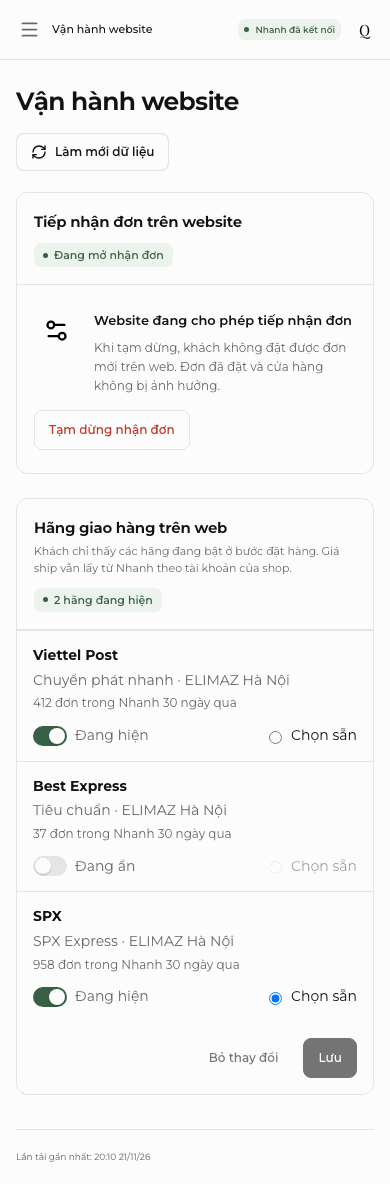 Vận hành website
Nhanh đã kết nối
Q
Vận hành website
Làm mới dữ liệu
Tiếp nhận đơn trên website
Đang mở nhận đơn
Website đang cho phép tiếp nhận đơn
Khi tạm dừng, khách không đặt được đơn
mới trên web. Đơn đã đặt và cửa hàng
không bị ảnh hưởng.
Tạm dừng nhận đơn
Hãng giao hàng trên web
Khách chỉ thấy các hãng đang bật ở bước đặt hàng. Giá
ship vẫn lấy từ Nhanh theo tài khoản của shop.
2 hãng đang hiện
Viettel Post
Chuyển phát nhanh · ELIMAZ Hà Nội
412 đơn trong Nhanh 30 ngày qua
Đang hiện
Chọn sẵn
Best Express
Tiêu chuẩn · ELIMAZ Hà Nội
37 đơn trong Nhanh 30 ngày qua
Đang ẩn
Chọn sẵn
SPX
SPX Express · ELIMAZ Hà Nội
958 đơn trong Nhanh 30 ngày qua
Đang hiện
Chọn sẵn
Bỏ thay đổi
Lưu
Lần tải gần nhất: 20:10 21/11/26